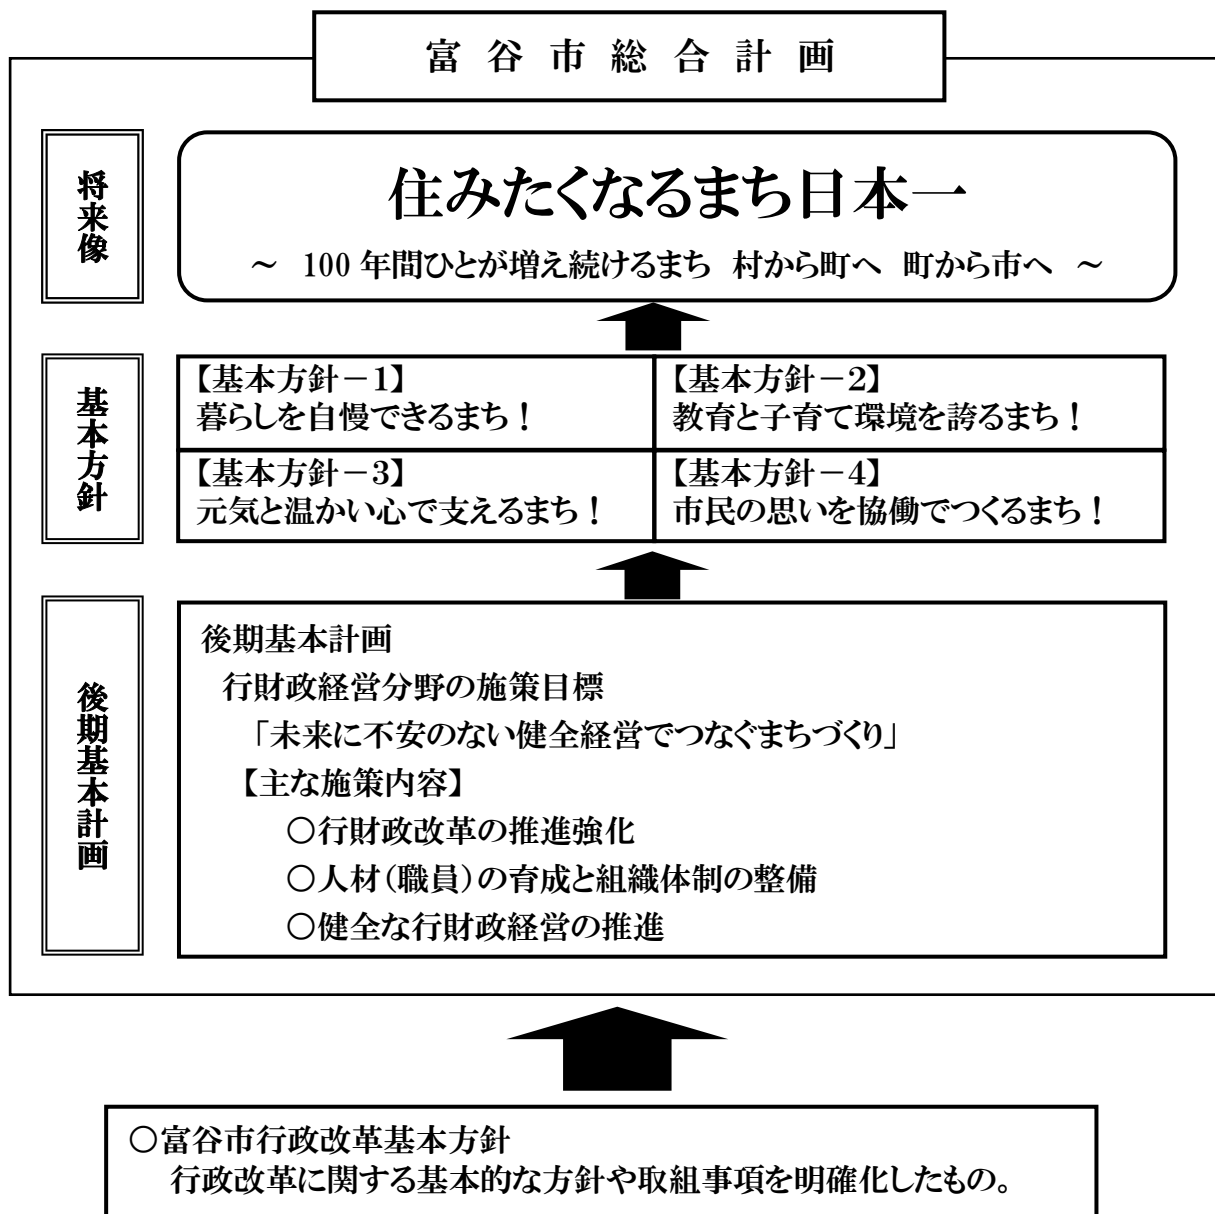 富谷市総合計画
将来像
住みたくなるまち日本一
～ 100年間ひとが増え続けるまち 村から町へ 町から市へ ～
基本方針
【基本方針－1】
暮らしを自慢できるまち！
【基本方針－2】
教育と子育て環境を誇るまち！
【基本方針－3】
元気と温かい心で支えるまち！
【基本方針－4】
市民の思いを協働でつくるまち！
後期基本計画
後期基本計画
行財政経営分野の施策目標
「未来に不安のない健全経営でつなぐまちづくり」
【主な施策内容】
○行財政改革の推進強化
○人材（職員）の育成と組織体制の整備
○健全な行財政経営の推進
○富谷市行政改革基本方針
行政改革に関する基本的な方針や取組事項を明確化したもの。